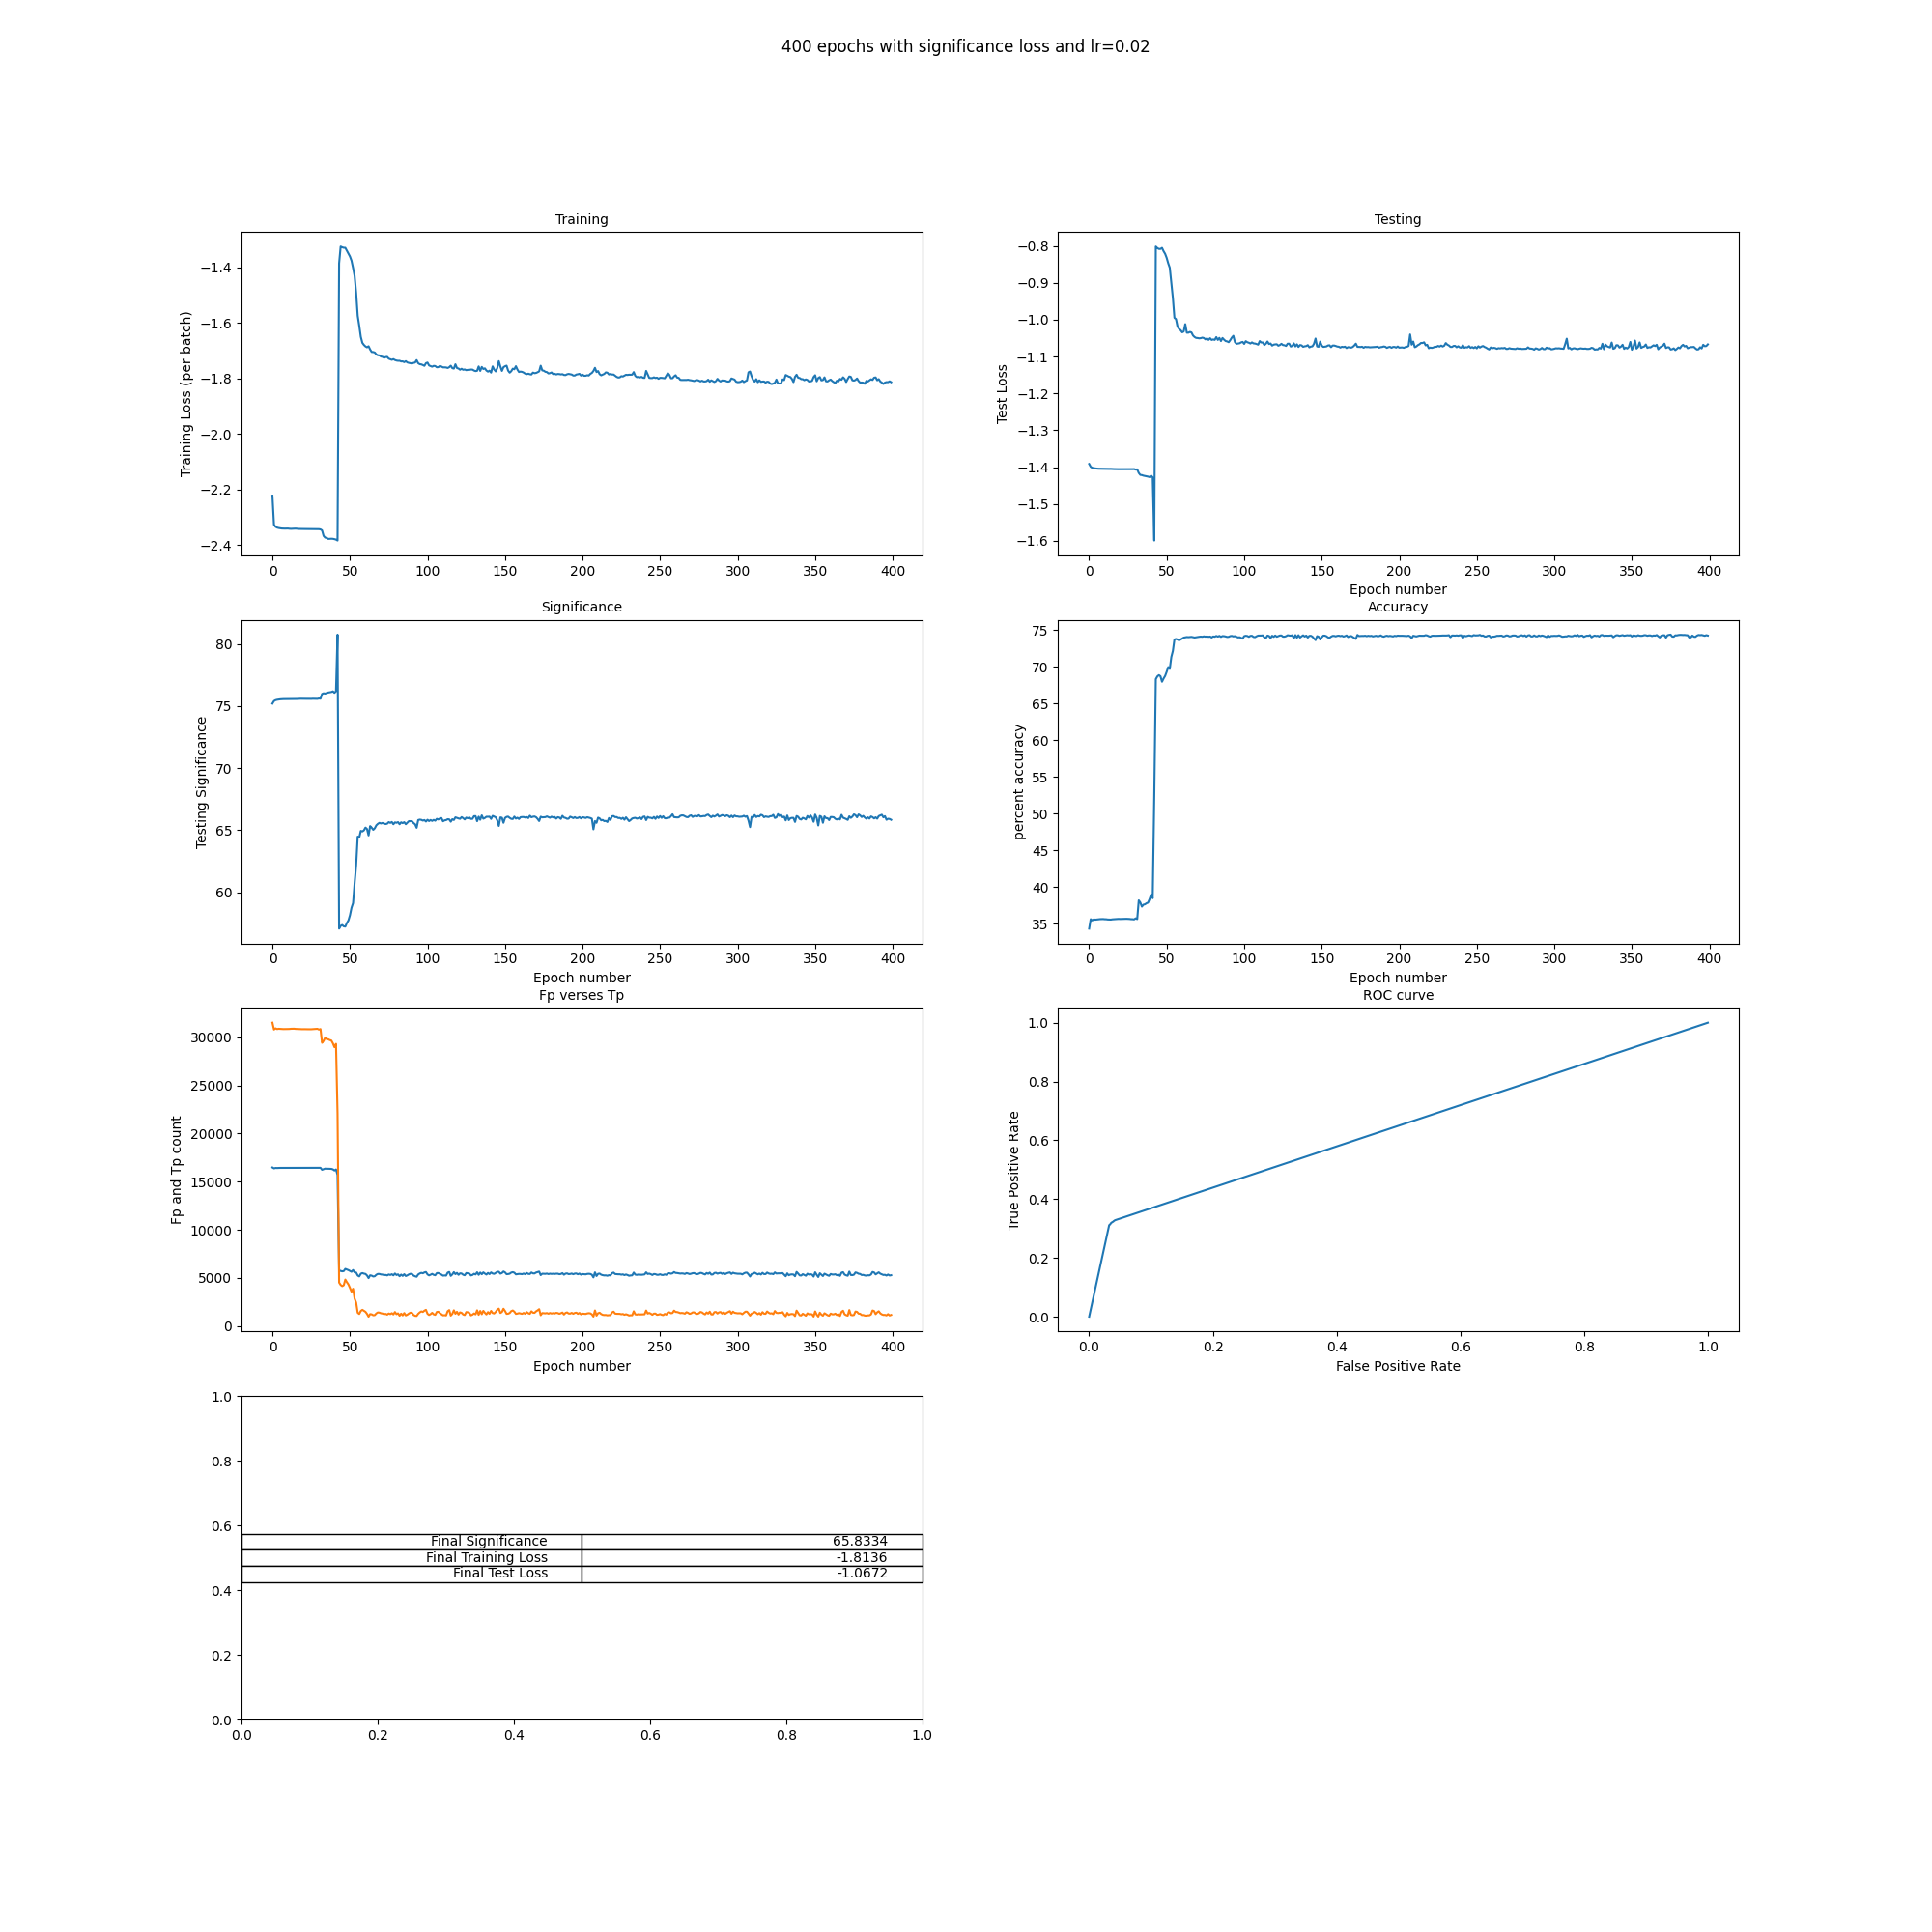 400 epochs with significance loss and lr=0.02
Training
Training Loss (per batch)
−1.4
−1.6
−1.8
−2.0
−2.2
−2.4
0 50 100 150 200 250 300 350 400
Testing
Test Loss
−0.8
−0.9
−1.0
−1.1
−1.2
−1.3
−1.4
−1.5
−1.6
0 50 100 150 200 250 300 350 400
Epoch number
Significance
Testing Significance
80
75
70
65
60
0 50 100 150 200 250 300 350 400
Epoch number
Accuracy
percent accuracy
75
70
65
60
55
50
45
40
35
0 50 100 150 200 250 300 350 400
Epoch number
Fp verses Tp
Fp and Tp count
30000
25000
20000
15000
10000
5000
0
0 50 100 150 200 250 300 350 400
Epoch number
ROC curve
True Positive Rate
1.0
0.8
0.6
0.4
0.2
0.0
0.0 0.2 0.4 0.6 0.8 1.0
False Positive Rate
1.0
0.8
0.6
Final Significance 65.8334
Final Training Loss -1.8136
Final Test Loss -1.0672
0.4
0.2
0.0
0.0 0.2 0.4 0.6 0.8 1.0